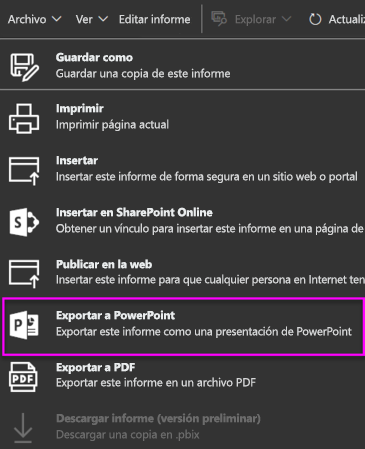 Archivo Ver Editar informe Explorar
Guardar como
Guardar una copia de este informe
Imprimir
Imprimir página actual
Insertar
Insertar este informe de forma segura en un sitio web o portal
S
Insertar en SharePoint Online
Obtener un vínculo para insertar este informe en una página de
Publicar en la web
Insertar este informe para que cualquier persona en Internet ten
P
Exportar a PowerPoint
Exportar este informe como una presentación de PowerPoint
PDF
Exportar a PDF
Exportar este informe en un archivo PDF
Descargar informe (versión preliminar)
Descargar una copia en .pbix